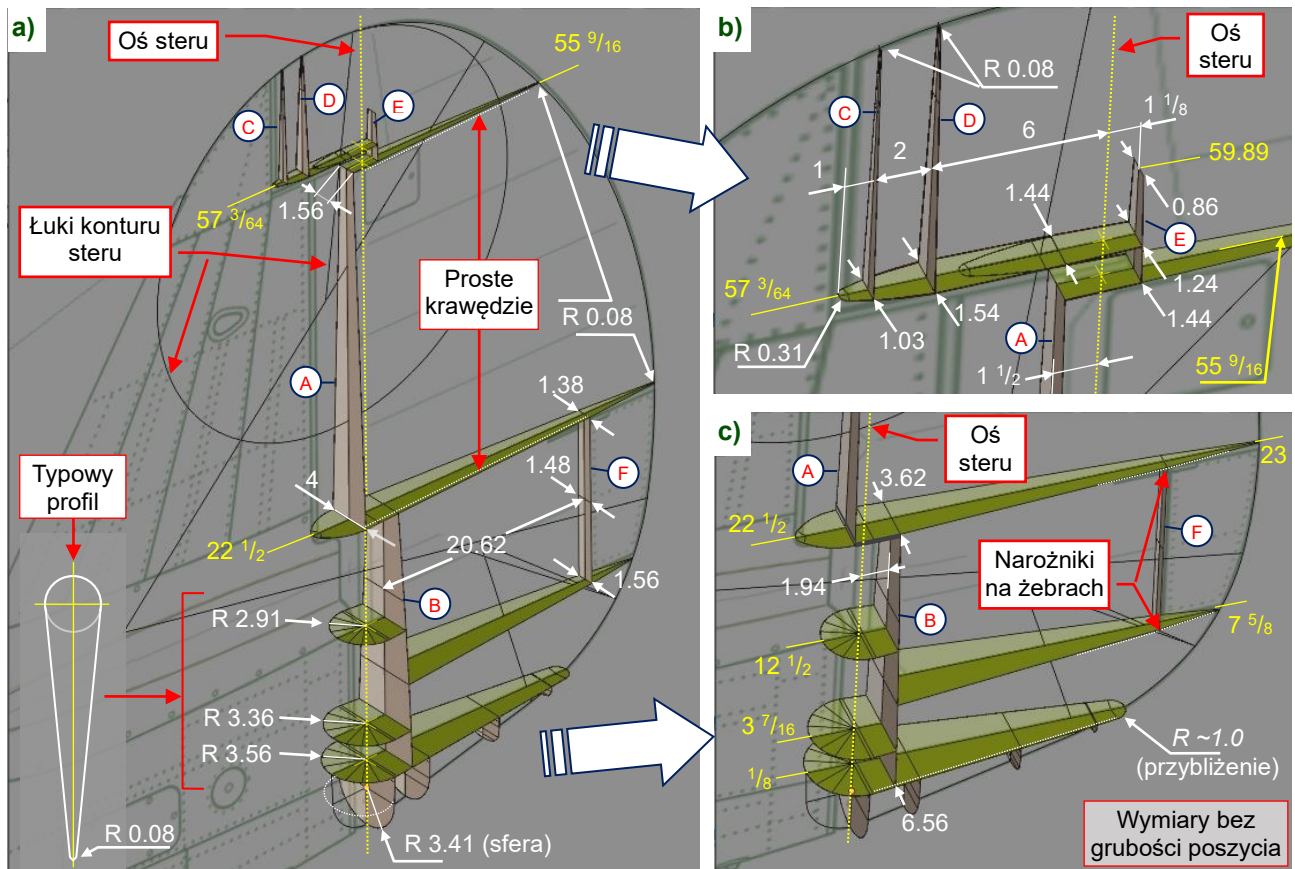 a)
Oś steru
55 9/16
D
C
E
57 3/64
1.56
Łuki konturu
steru
Proste
krawędzie
R 0.08
A
Typowy
profil
4
1.38
1.48
F
22 1/2
20.62
1.56
R 2.91
B
R 3.36
R 3.56
R 0.08
R 3.41 (sfera)
b)
Oś
steru
R 0.08
C
D
1 1/8
6
2
1
59.89
1.44
0.86
E
57 3/64
1.24
1.54
1.44
R 0.31
1.03
A
1 1/2
55 9/16
c)
Oś
steru
A
3.62
23
22 1/2
F
1.94
Narożniki
na żebrach
B
7 5/8
12 1/2
3 7/16
R ~1.0
(przybliżenie)
1/8
6.56
Wymiary bez
grubości poszycia